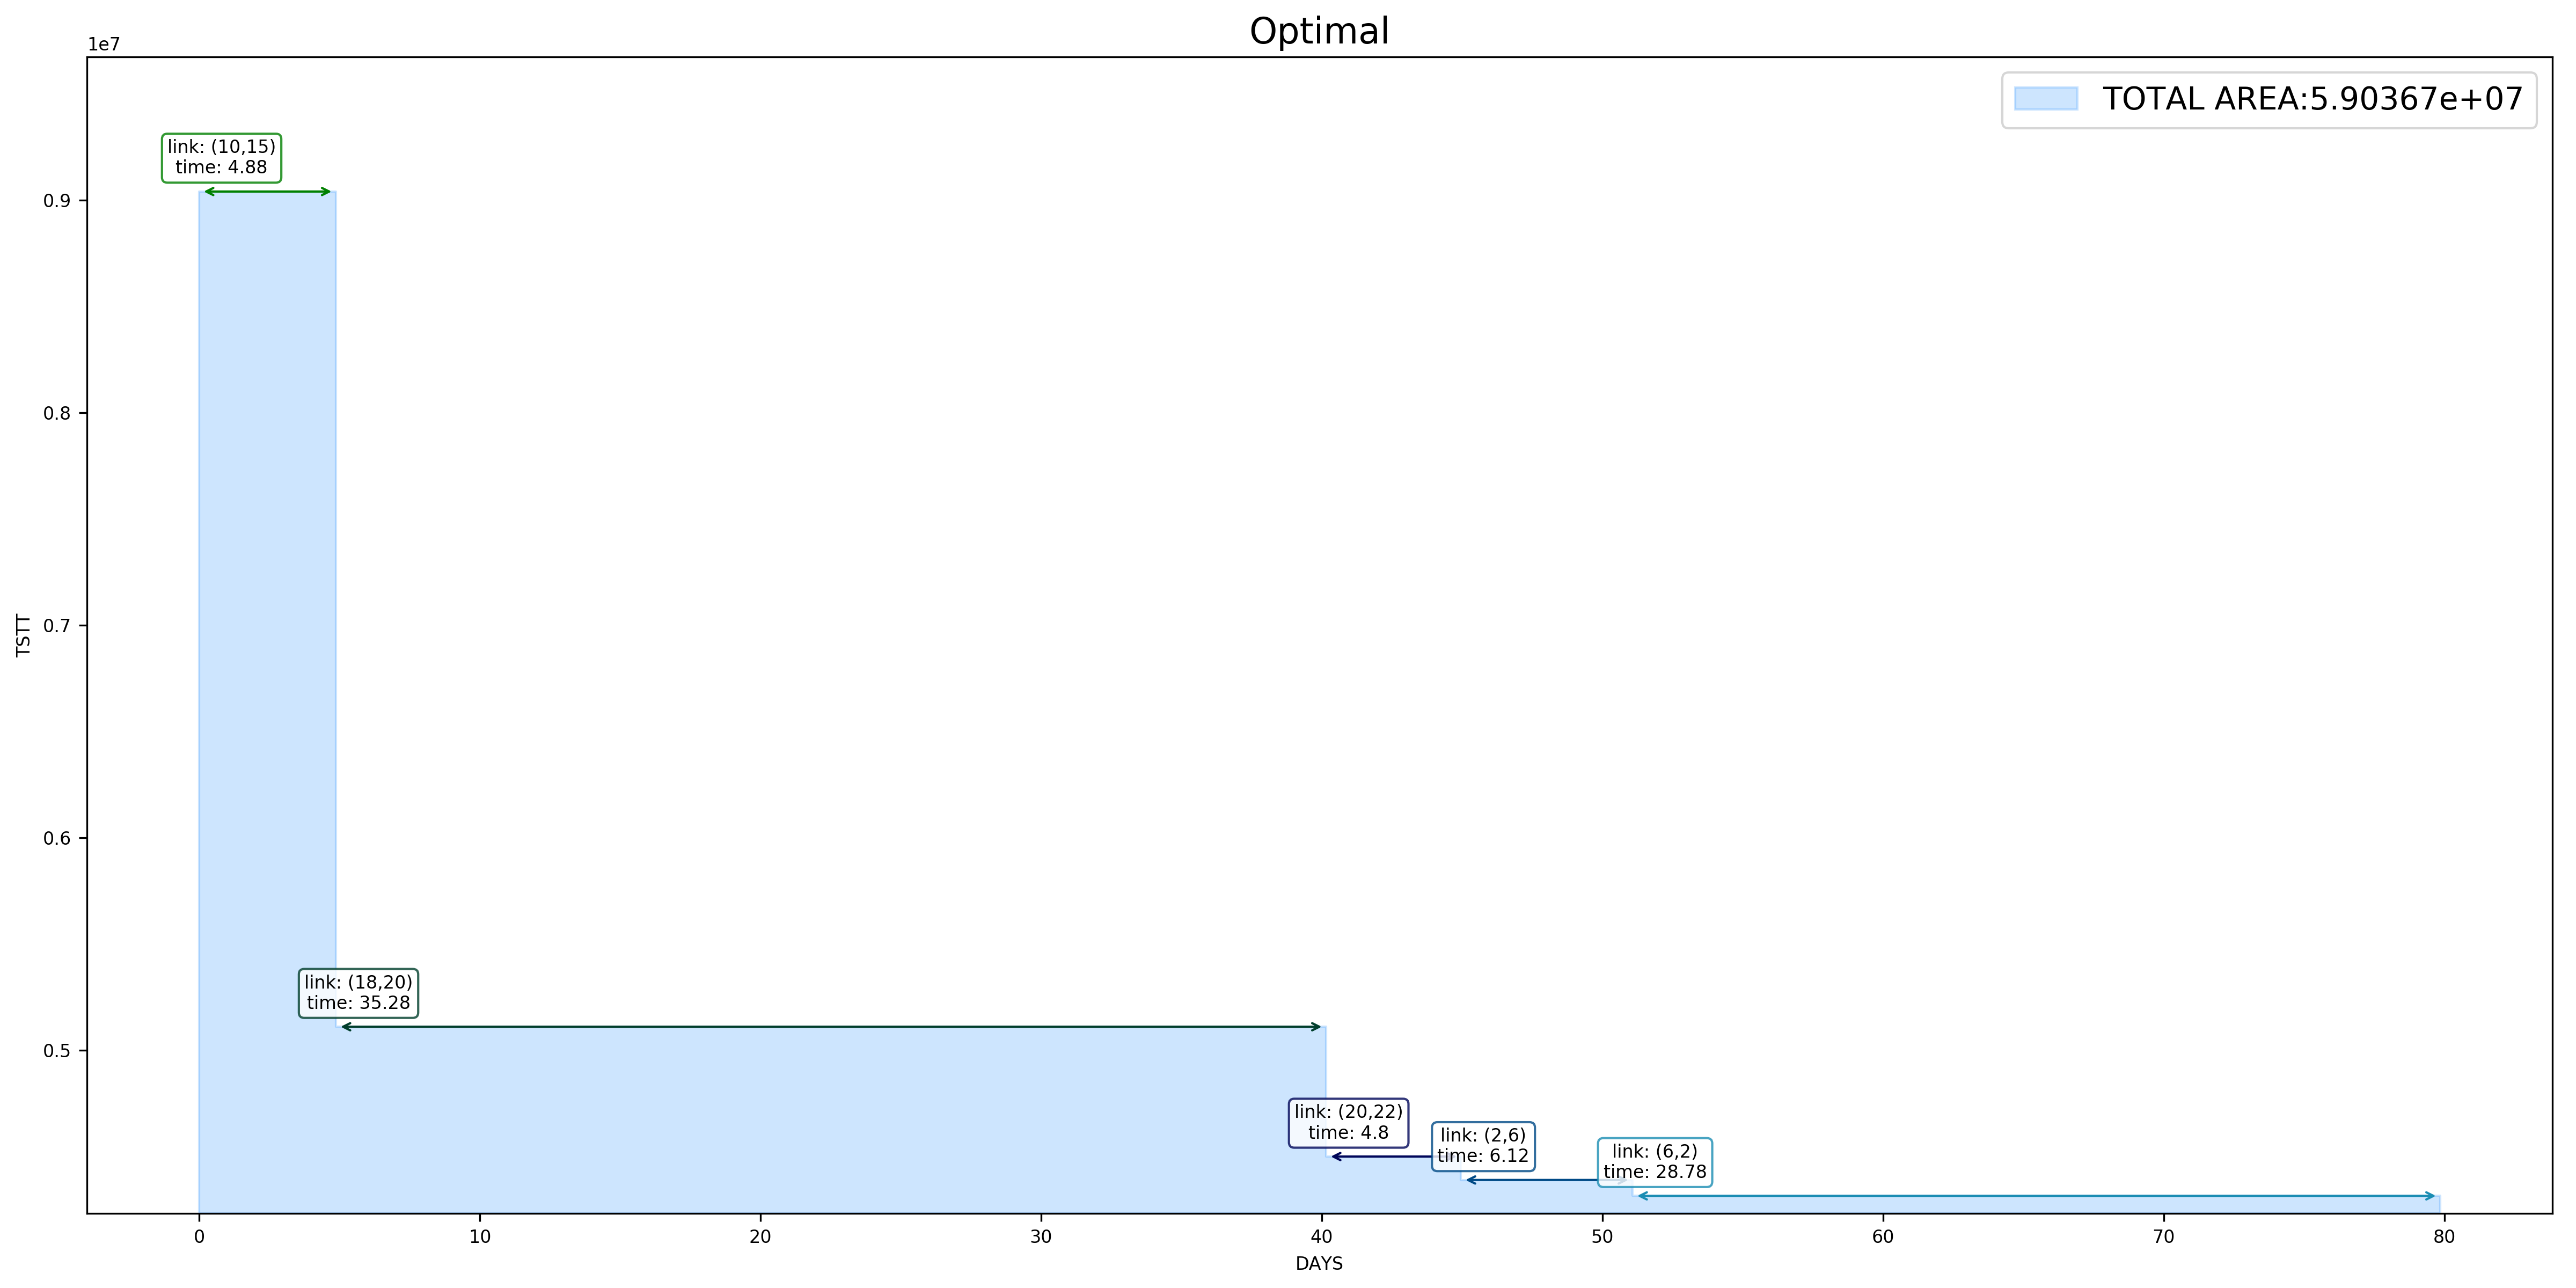 Optimal
1e7
TOTAL AREA:5.90367e+07
link: (10,15)
time: 4.88
0.9
0.8
0.7
TSTT
0.6
link: (18,20)
time: 35.28
0.5
link: (20,22)
time: 4.8
link: (2,6)
time: 6.12
link: (6,2)
time: 28.78
0 10 20 30 40 50 60 70 80
DAYS